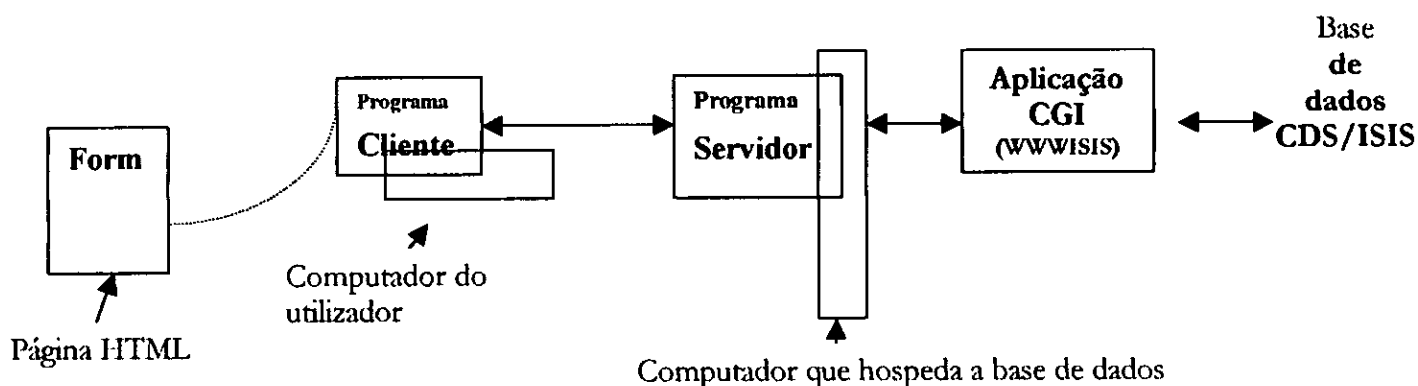 Form
Página HTML
Programa
Cliente
Computador do
utilizador
Programa
Servidor
Computador que hospeda a base de dados
Aplicação
CGI
(WWWISIS)
Base
de
dados
CDS/ISIS